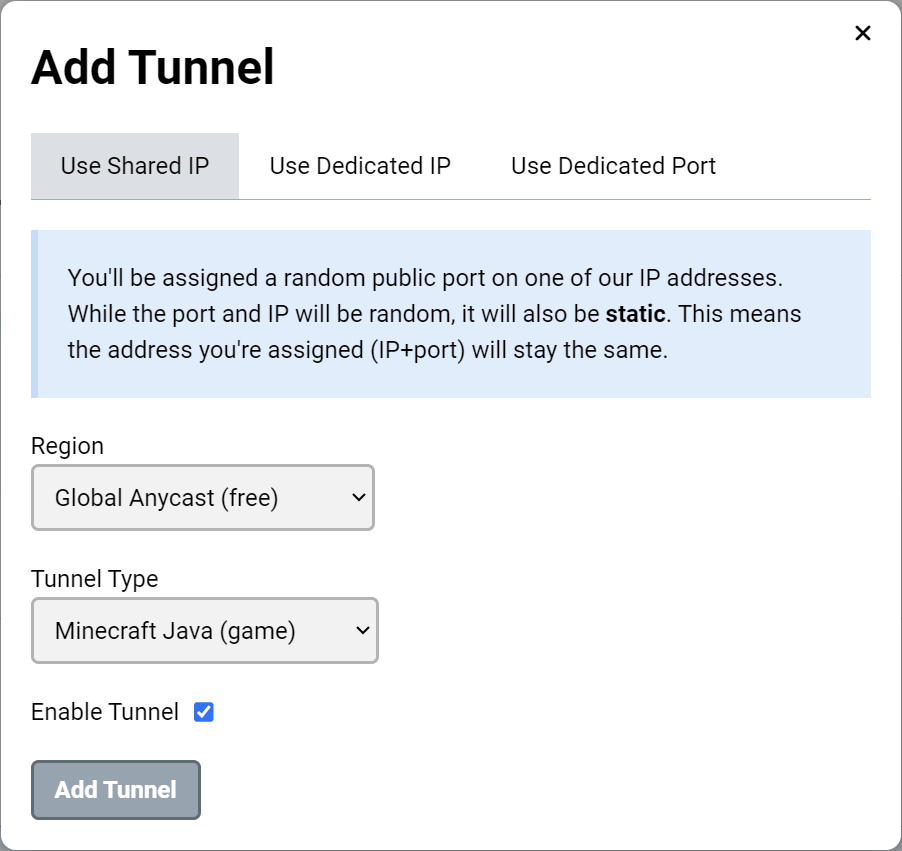 Add Tunnel
Use Shared IP
Use Dedicated IP
Use Dedicated Port
You'll be assigned a random public port on one of our IP addresses.
While the port and IP will be random, it will also be static. This means
the address you're assigned (IP+port) will stay the same.
Region
Global Anycast (free)
Tunnel Type
Minecraft Java (game)
Enable Tunnel
Add Tunnel